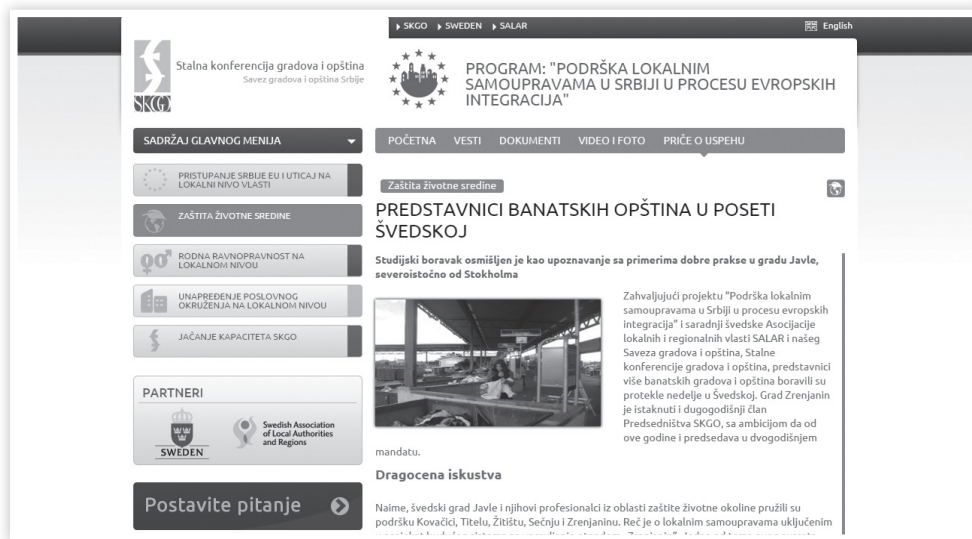 SKGO SWEDEN SALAR English
SKGO
Stalna konferencija gradova i opština
Savez gradova i opština Srbije
PROGRAM: "PODRŠKA LOKALNIM
SAMOUPRAVAMA U SRBIJI U PROCESU EVROPSKIH
INTEGRACIJA"
SADRŽAJ GLAVNOG MENIJA
POČETNA VESTI DOKUMENTI VIDEO I FOTO PRIČE O USPEHU
PRISTUPANJE SRBIJE EU I UTICAJ NA
LOKALNI NIVO VLASTI
ZAŠTITA ŽIVOTNE SREDINE
RODNA RAVNOPRAVNOST NA
LOKALNOM NIVOU
UNAPREĐENJE POSLOVNOG
OKRUŽENJA NA LOKALNOM NIVOU
JAČANJE KAPACITETA SKGO
PARTNERI
SWEDEN
Swedish Association
of Local Authorities
and Regions
Postavite pitanje
Zaštita životne sredine
PREDSTAVNICI BANATSKIH OPŠTINA U POSETI
ŠVEDSKOJ
Studijski boravak osmišljen je kao upoznavanje sa primerima dobre prakse u gradu Javle,
severoistočno od Stokholma
Zahvaljujući projektu "Podrška lokalnim
samoupravama u Srbiji u procesu evropskih
integracija" i saradnji švedske Asocijacije
lokalnih i regionalnih vlasti SALAR i našeg
Saveza gradova i opština, Stalne
konferencije gradova i opština, predstavnici
više banatskih gradova i opština boravili su
protekle nedelje u Švedskoj. Grad Zrenjanin
je istaknuti i dugogodišnji član
Predsedništva SKGO, sa ambicijom da od
ove godine i predsedava u dvogodišnjem
mandatu.
Dragocena iskustva
Naime, švedski grad Javle i njihovi profesionalci iz oblasti zaštite životne okoline pružili su
podršku Kovačici, Titelu, Žitištu, Sečnju i Zrenjaninu. Reč je o lokalnim samoupravama uključenim